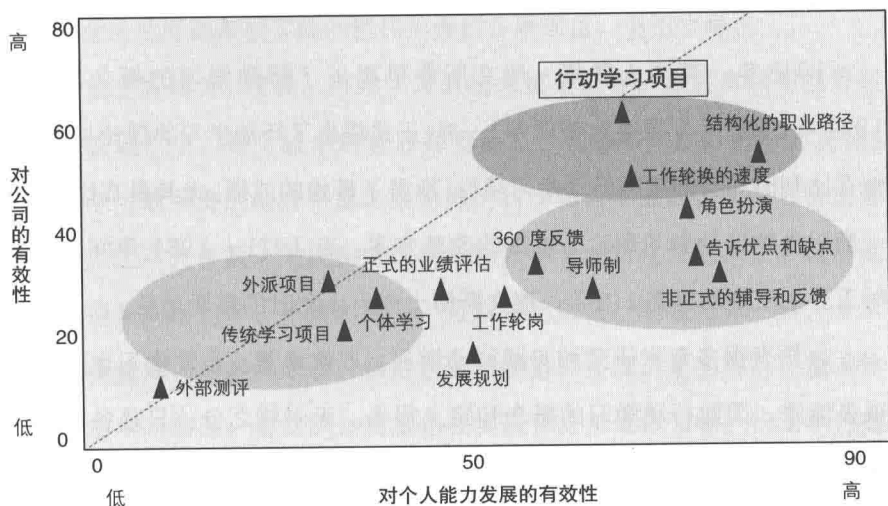 高
80
行动学习项目
结构化的职业路径
60
工作轮换的速度
对公司的有效性
角色扮演
40
360 度反馈
告诉优点和缺点
正式的业绩评估
导师制
外派项目
非正式的辅导和反馈
个体学习
工作轮岗
传统学习项目
20
发展规划
外部测评
低
0
0
50
90
低
对个人能力发展的有效性
高